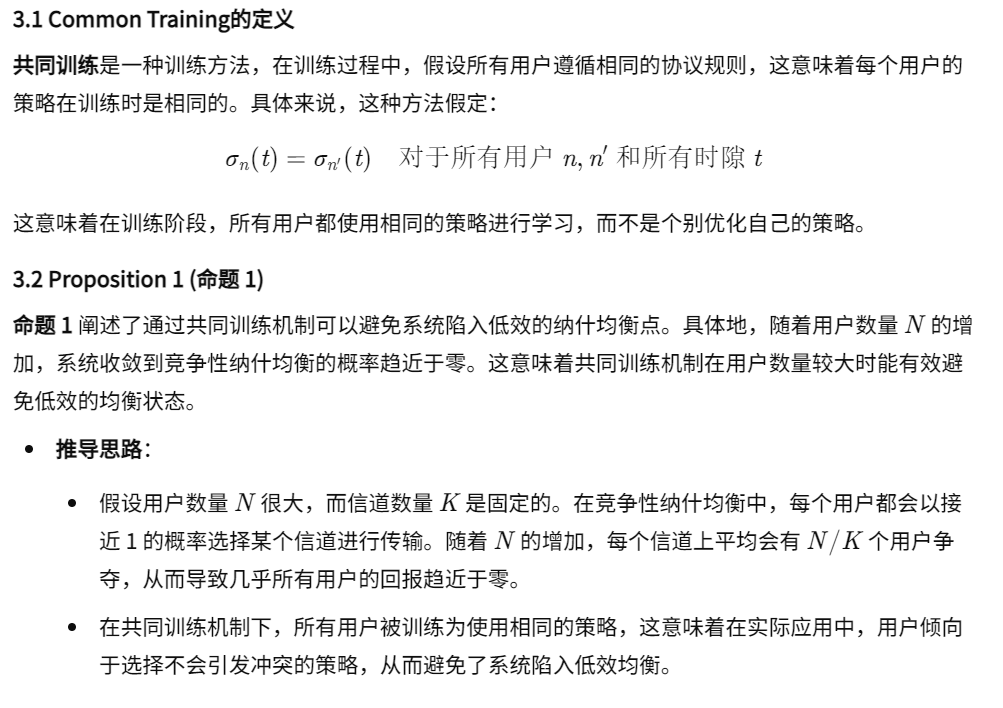 3.1 Common Training的定义
共同训练是一种训练方法，在训练过程中，假设所有用户遵循相同的协议规则，这意味着每个用户的
策略在训练时是相同的。具体来说，这种方法假定：
σₙ(t) = σₙ′(t) 对于所有用户 n, n′ 和所有时隙 t
这意味着在训练阶段，所有用户都使用相同的策略进行学习，而不是个别优化自己的策略。
3.2 Proposition 1 (命题 1)
命题 1 阐述了通过共同训练机制可以避免系统陷入低效的纳什均衡点。具体地，随着用户数量 N 的增
加，系统收敛到竞争性纳什均衡的概率趋近于零。这意味着共同训练机制在用户数量较大时能有效避
免低效的均衡状态。
• 推导思路：
• 假设用户数量 N 很大，而信道数量 K 是固定的。在竞争性纳什均衡中，每个用户都会以接
近 1 的概率选择某个信道进行传输。随着 N 的增加，每个信道上平均会有 N/K 个用户争
夺，从而导致几乎所有用户的回报趋近于零。
• 在共同训练机制下，所有用户被训练为使用相同的策略，这意味着在实际应用中，用户倾向
于选择不会引发冲突的策略，从而避免了系统陷入低效均衡。